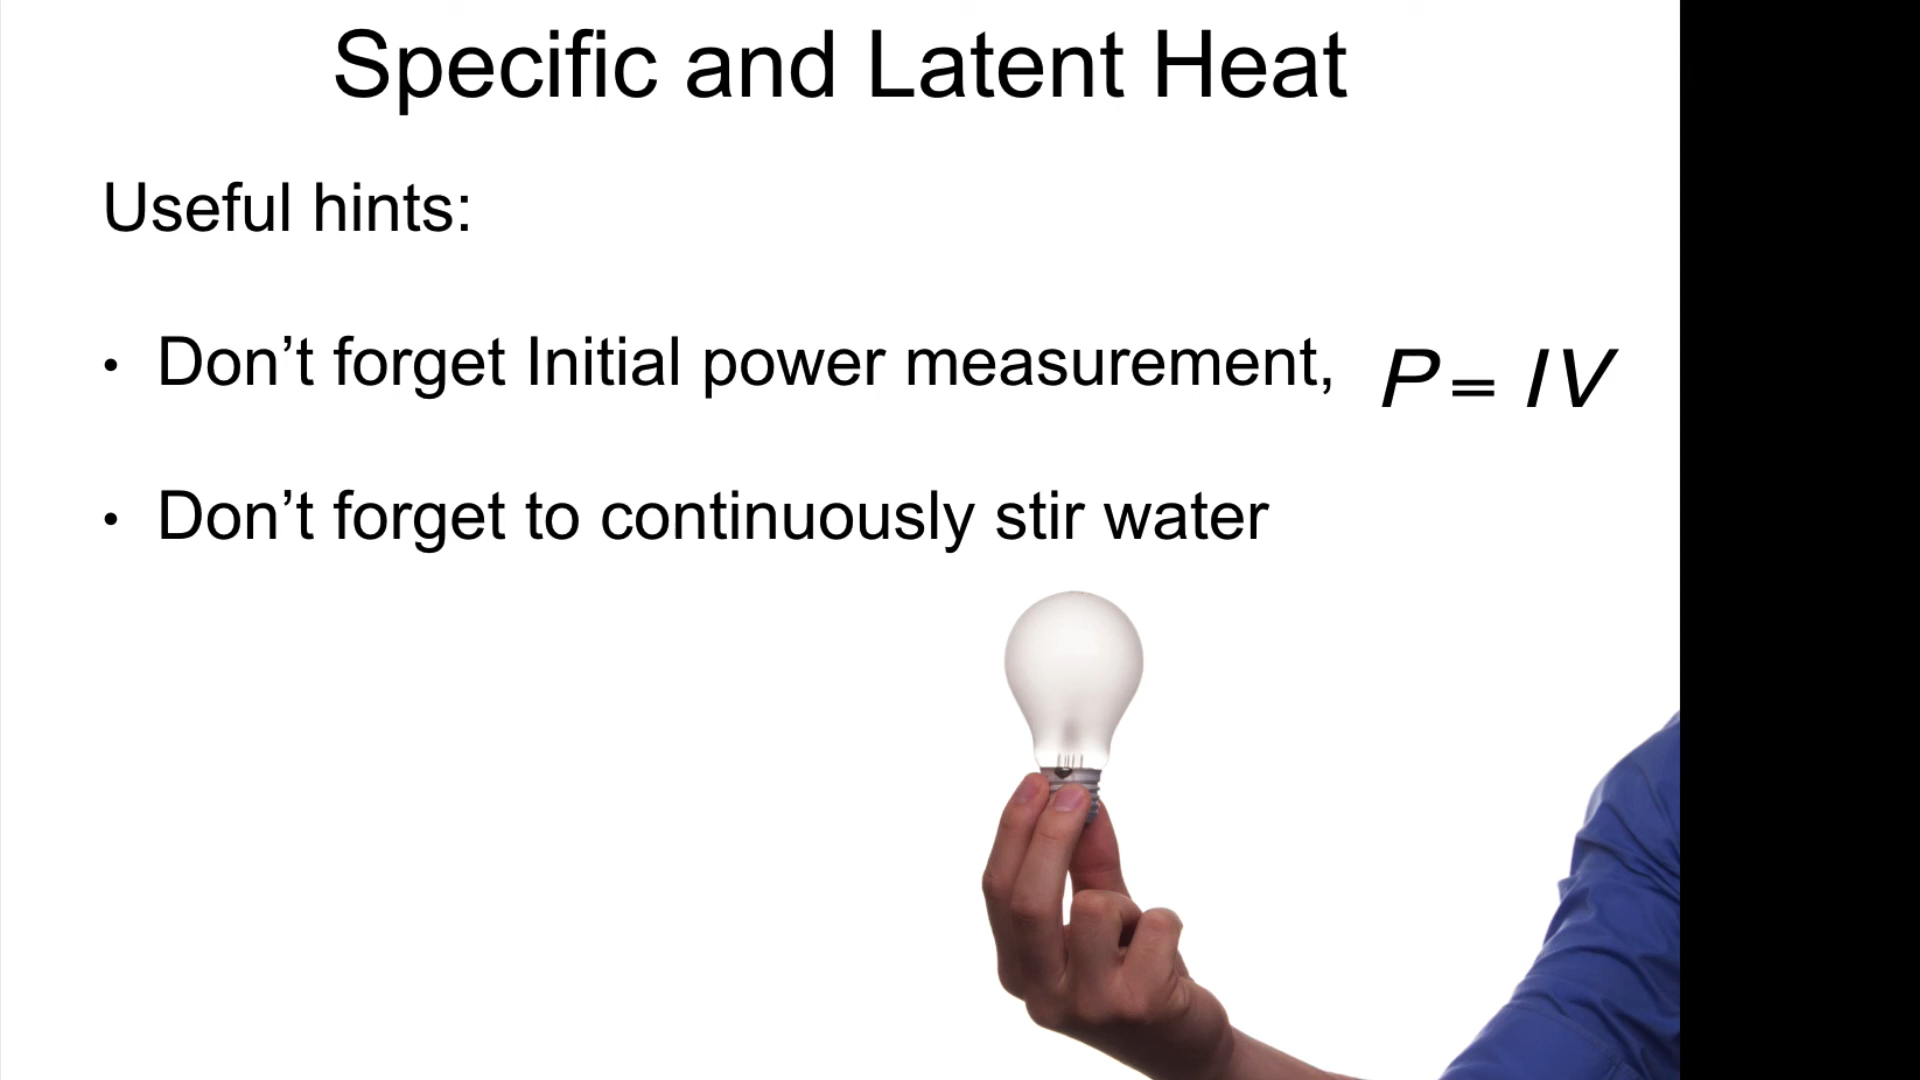 Specific and Latent Heat
Useful hints:
• Don’t forget Initial power measurement, P = IV
• Don’t forget to continuously stir water